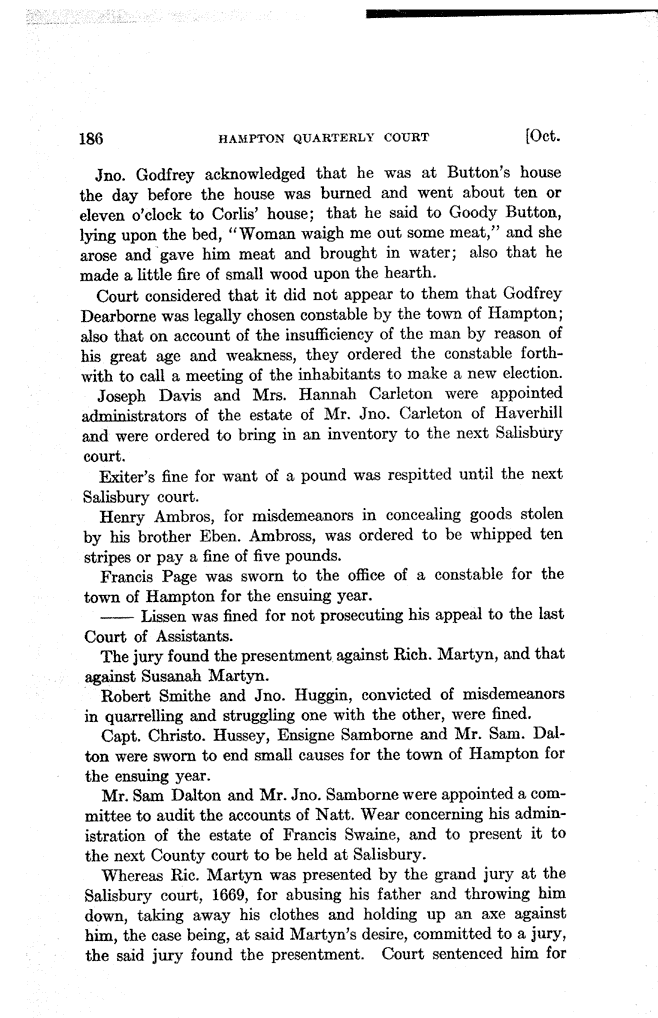 186 HAMPTON QUARTERLY COURT [Oct.
Jno. Godfrey acknowledged that he was at Button's house
the day before the house was burned and went about ten or
eleven o'clock to Corlis' house; that he said to Goody Button,
lying upon the bed, "Woman waigh me out some meat," and she
arose and gave him meat and brought in water; also that he
made a little fire of small wood upon the hearth.
Court considered that it did not appear to them that Godfrey
Dearborne was legally chosen constable by the town of Hampton;
also that on account of the insufficiency of the man by reason of
his great age and weakness, they ordered the constable forth-
with to call a meeting of the inhabitants to make a new election.
Joseph Davis and Mrs. Hannah Carleton were appointed
administrators of the estate of Mr. Jno. Carleton of Haverhill
and were ordered to bring in an inventory to the next Salisbury
court.
Exiter's fine for want of a pound was respitted until the next
Salisbury court.
Henry Ambros, for misdemeanors in concealing goods stolen
by his brother Eben. Ambross, was ordered to be whipped ten
stripes or pay a fine of five pounds.
Francis Page was sworn to the office of a constable for the
town of Hampton for the ensuing year.
—— Lissen was fined for not prosecuting his appeal to the last
Court of Assistants.
The jury found the presentment against Rich. Martyn, and that
against Susanah Martyn.
Robert Smithe and Jno. Huggin, convicted of misdemeanors
in quarrelling and struggling one with the other, were fined.
Capt. Christo. Hussey, Ensigne Samborne and Mr. Sam. Dal-
ton were sworn to end small causes for the town of Hampton for
the ensuing year.
Mr. Sam Dalton and Mr. Jno. Samborne were appointed a com-
mittee to audit the accounts of Natt. Wear concerning his admin-
istration of the estate of Francis Swaine, and to present it to
the next County court to be held at Salisbury.
Whereas Ric. Martyn was presented by the grand jury at the
Salisbury court, 1669, for abusing his father and throwing him
down, taking away his clothes and holding up an axe against
him, the case being, at said Martyn's desire, committed to a jury,
the said jury found the presentment. Court sentenced him for